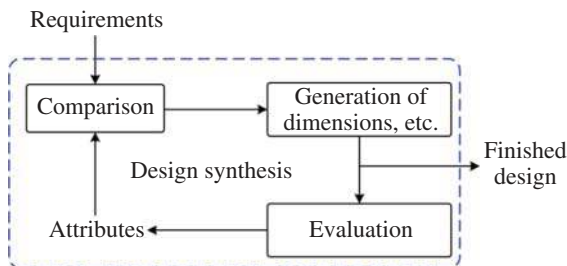 Requirements
Comparison
Generation of
dimensions, etc.
Design synthesis
Finished
design
Attributes
Evaluation